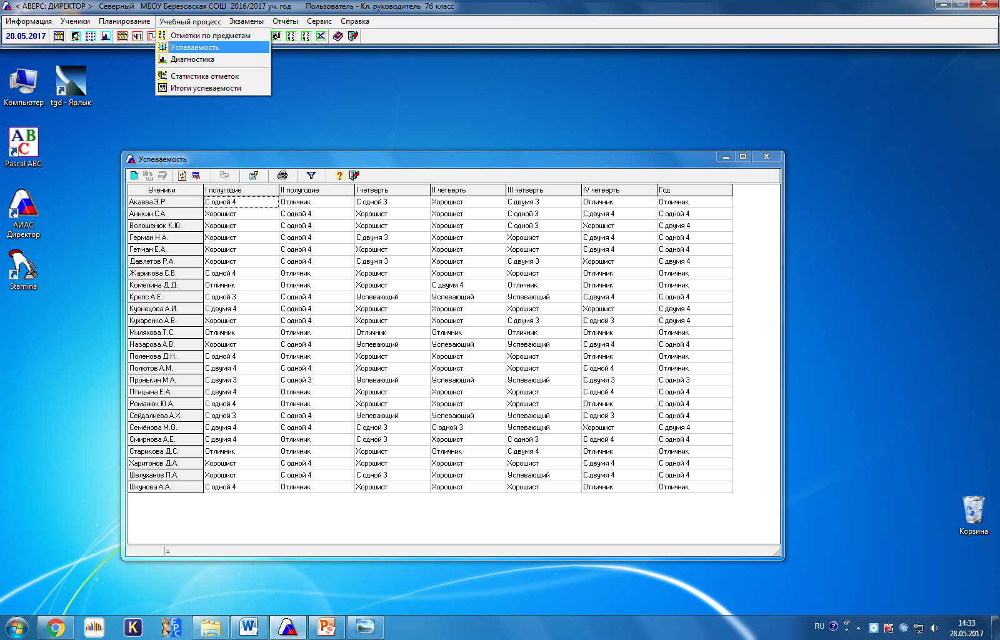 < АВЕРС: ДИРЕКТОР > Северный МБОУ Березовская СОШ 2016/2017 уч. год Пользователь - Кл. руководитель 7б класс
Информация Ученики Планирование Учебный процесс Экзамены Отчёты Сервис Справка
28.05.2017 ЧП
Отметки по предметам
Успеваемость
Диагностика
Статистика отметок
Итоги успеваемости
Компьютер
tgd - Ярлык
ABC
Pascal ABC
АИАС Директор
Stamina
Успеваемость
Ученики I полугодие II полугодие I четверть II четверть III четверть IV четверть Год
Акаева Э.Р. С одной 4 Отличник С одной 3 Хорошист С двумя 3 Отличник Отличник
Аникин С.А. Хорошист С одной 4 Хорошист Хорошист С одной 3 С двумя 4 С одной 4
Волошенюк К.Ю. Хорошист С одной 4 Хорошист Хорошист С одной 3 Хорошист С двумя 4
Герман Н.А. Хорошист С одной 4 С двумя 3 Хорошист Хорошист С двумя 4 С одной 4
Гетман Е.А. Хорошист С одной 4 Хорошист Хорошист Хорошист С двумя 4 С одной 4
Давлетов Р.А. Хорошист С одной 4 С двумя 3 Хорошист С двумя 3 Хорошист С двумя 4
Жарикова С.В. С одной 4 Отличник Хорошист Хорошист Хорошист Отличник Отличник
Комелина Д.Д. Отличник Отличник Хорошист С двумя 4 Отличник Отличник Отличник
Крепс А.Е. С одной 3 С одной 4 Успевающий Успевающий Успевающий С двумя 4 С одной 4
Кузнецова А.И. С двумя 4 С одной 4 Хорошист Хорошист Хорошист Хорошист С двумя 4
Кухаренко А.В. Хорошист С одной 4 Хорошист Хорошист С двумя 3 С одной 3 С двумя 4
Миляхова Т.С. Отличник Отличник Отличник Отличник Отличник Отличник Отличник
Назарова А.В. Хорошист С одной 4 Успевающий Успевающий Успевающий С двумя 4 С одной 4
Поленова Д.Н. С одной 4 Отличник Хорошист Хорошист Хорошист Отличник Отличник
Полютов А.М. С двумя 4 С одной 4 Хорошист Хорошист Хорошист С одной 4 Отличник
Пронькин М.А. С двумя 3 С одной 3 Успевающий Успевающий Успевающий С двумя 3 С одной 3
Птицына Е.А. С двумя 4 Отличник Хорошист Хорошист Хорошист С одной 4 С одной 4
Романюк Ю.А. С одной 4 Отличник Хорошист Хорошист Хорошист Отличник С одной 4
Сейдалиева А.Х. С одной 3 С одной 4 Успевающий Успевающий Успевающий С одной 3 С одной 4
Семёнова М.О. С двумя 4 С одной 4 С одной 3 С одной 3 Успевающий Хорошист С двумя 4
Смирнова А.Е. С двумя 4 Отличник С одной 3 Хорошист С одной 3 С одной 4 С одной 4
Старикова Д.С. Отличник Отличник Хорошист Отличник С двумя 4 Отличник Отличник
Харитонов Д.А. Хорошист С одной 4 Хорошист Хорошист Хорошист С двумя 4 С одной 4
Шелуханов П.А. Хорошист С одной 4 С одной 3 Хорошист Успевающий С двумя 4 С одной 4
Шкунова А.А. С одной 4 Отличник Хорошист Хорошист Хорошист Отличник Отличник
=
Корзина
K FPC W P RU 14:33
28.05.2017